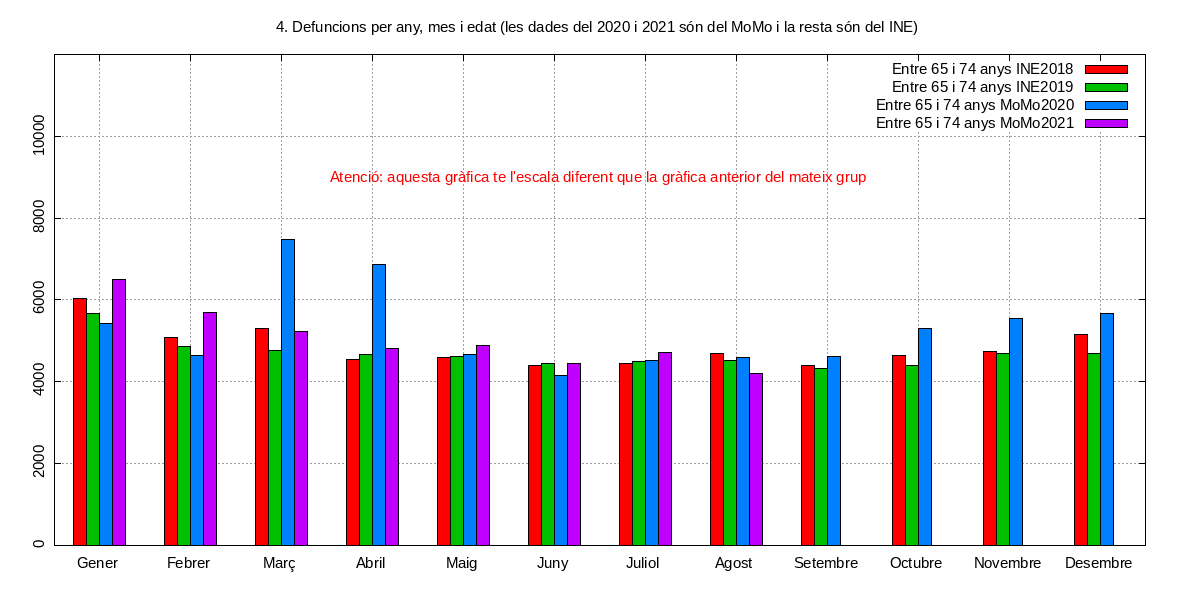 4. Defuncions per any, mes i edat (les dades del 2020 i 2021 són del MoMo i la resta són del INE)
Entre 65 i 74 anys INE2018
Entre 65 i 74 anys INE2019
Entre 65 i 74 anys MoMo2020
Entre 65 i 74 anys MoMo2021
Atenció: aquesta gràfica te l'escala diferent que la gràfica anterior del mateix grup
10000
8000
6000
4000
2000
0
Gener Febrer Març Abril Maig Juny Juliol Agost Setembre Octubre Novembre Desembre